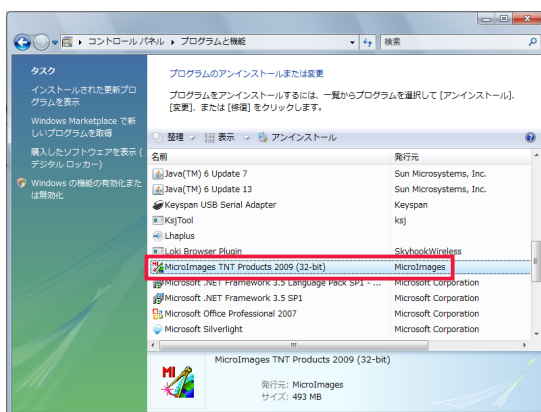 コントロール パネル ▸ プログラムと機能
検索
タスク
インストールされた更新プロ
グラムを表示
Windows Marketplace で新
しいプログラムを取得
購入したソフトウェアを表示 (
デジタル ロッカー)
Windows の機能の有効化また
は無効化
プログラムのアンインストールまたは変更
プログラムをアンインストールするには、一覧からプログラムを選択して [アンインストール]、
[変更]、または [修復] をクリックします。
整理 表示 アンインストール
名前 発行元
Java(TM) 6 Update 7 Sun Microsystems, Inc.
Java(TM) 6 Update 13 Sun Microsystems, Inc.
Keyspan USB Serial Adapter Keyspan
KsjTool ksj
Lhaplus
Loki Browser Plugin SkyhookWireless
MicroImages TNT Products 2009 (32-bit) MicroImages
Microsoft .NET Framework 3.5 Language Pack SP1 - ... Microsoft Corporation
Microsoft .NET Framework 3.5 SP1 Microsoft Corporation
Microsoft Office Professional 2007 Microsoft Corporation
Microsoft Silverlight Microsoft Corporation
MicroImages TNT Products 2009 (32-bit)
MI
発行元: MicroImages
サイズ: 493 MB